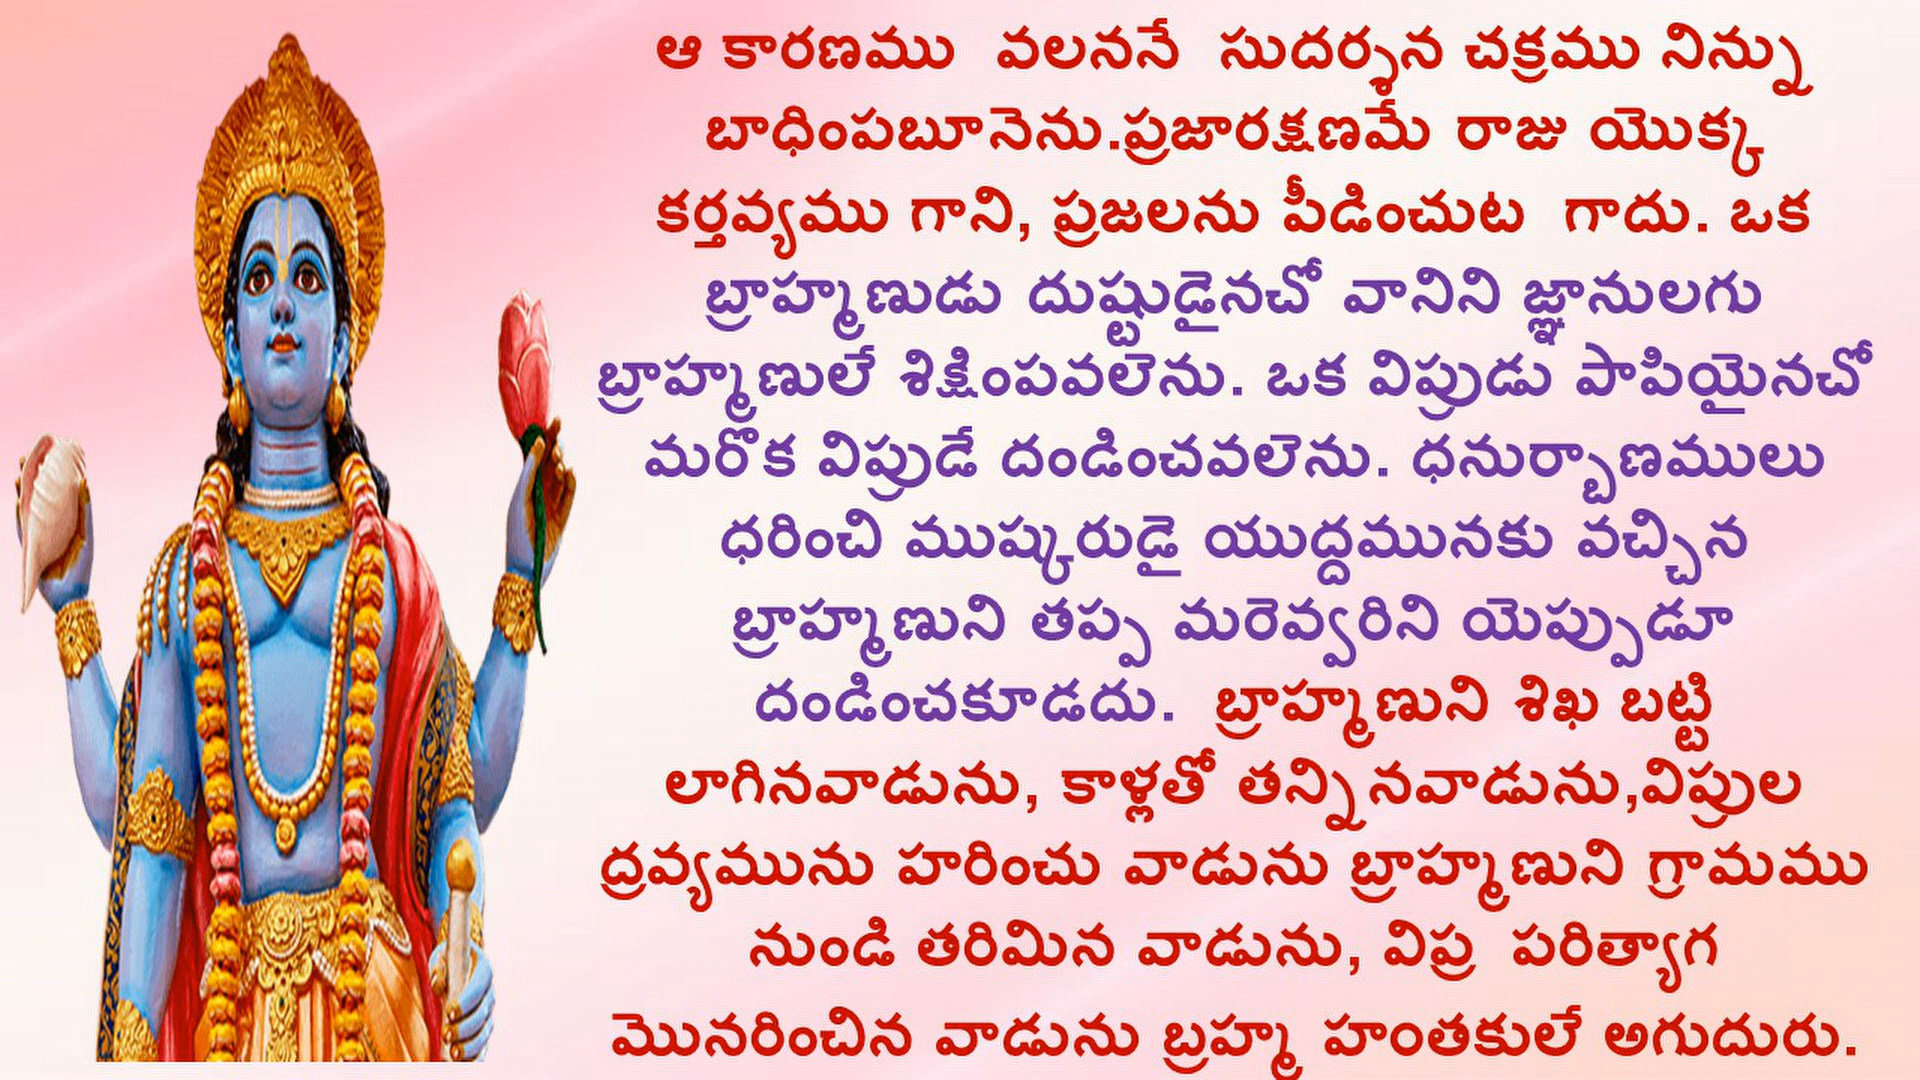 ఆ కారణము వలననే సుదర్శన చక్రము నిన్ను
బాధింపబూనెను.ప్రజారక్షణమే రాజు యొక్క
కర్తవ్యము గాని, ప్రజలను పీడించుట గాదు. ఒక
బ్రాహ్మణుడు దుష్టుడైనచో వానిని జ్ఞానులగు
బ్రాహ్మణులే శిక్షింపవలెను. ఒక విప్రుడు పాపియైనచో
మరొక విప్రుడే దండించవలెను. ధనుర్బాణములు
ధరించి ముష్కరుడై యుద్దమునకు వచ్చిన
బ్రాహ్మణుని తప్ప మరెవ్వరిని యెప్పుడూ
దండించకూడదు. బ్రాహ్మణుని శిఖ బట్టి
లాగినవాడును, కాళ్లతో తన్నినవాడును,విప్రుల
ద్రవ్యమును హరించు వాడును బ్రాహ్మణుని గ్రామము
నుండి తరిమిన వాడును, విప్ర పరిత్యాగ
మొనరించిన వాడును బ్రహ్మ హంతకులే అగుదురు.